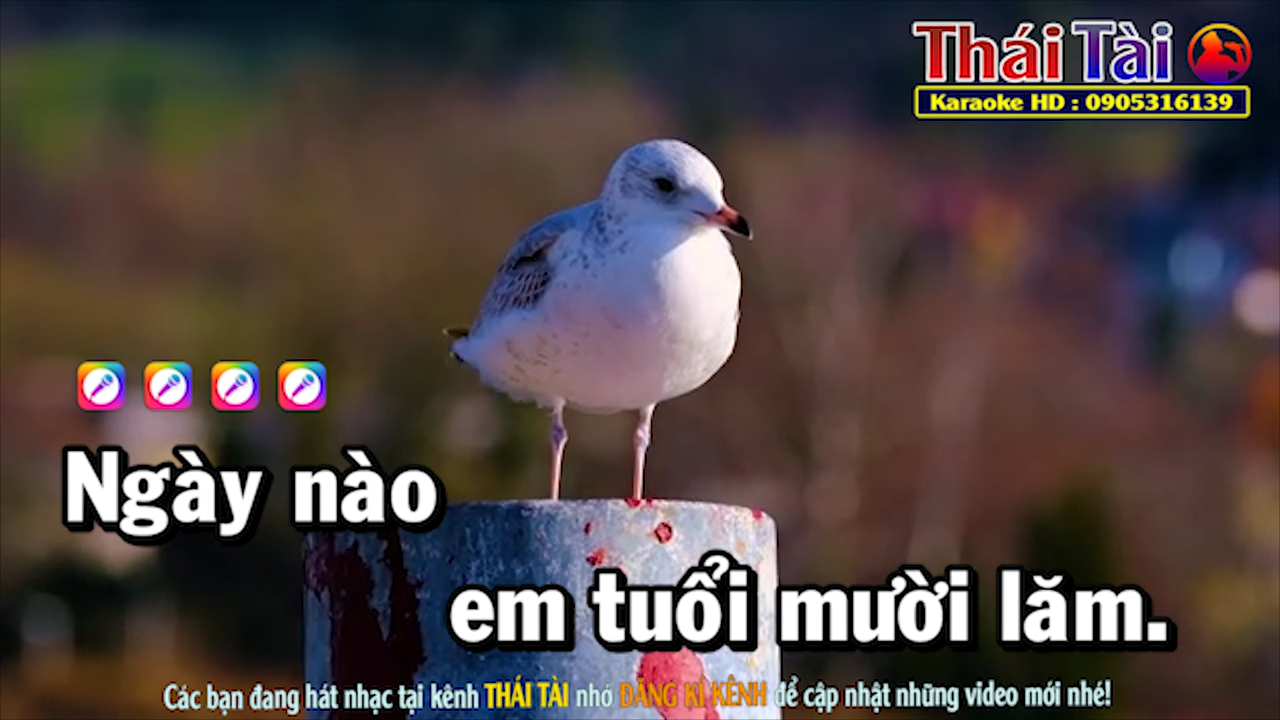 Thái Tài
Karaoke HD : 0905316139
Ngày nào
em tuổi mười lăm.
Các bạn đang hát nhạc tại kênh THÁI TÀI nhớ ĐĂNG KÍ KÊNH để cập nhật những video mới nhé!